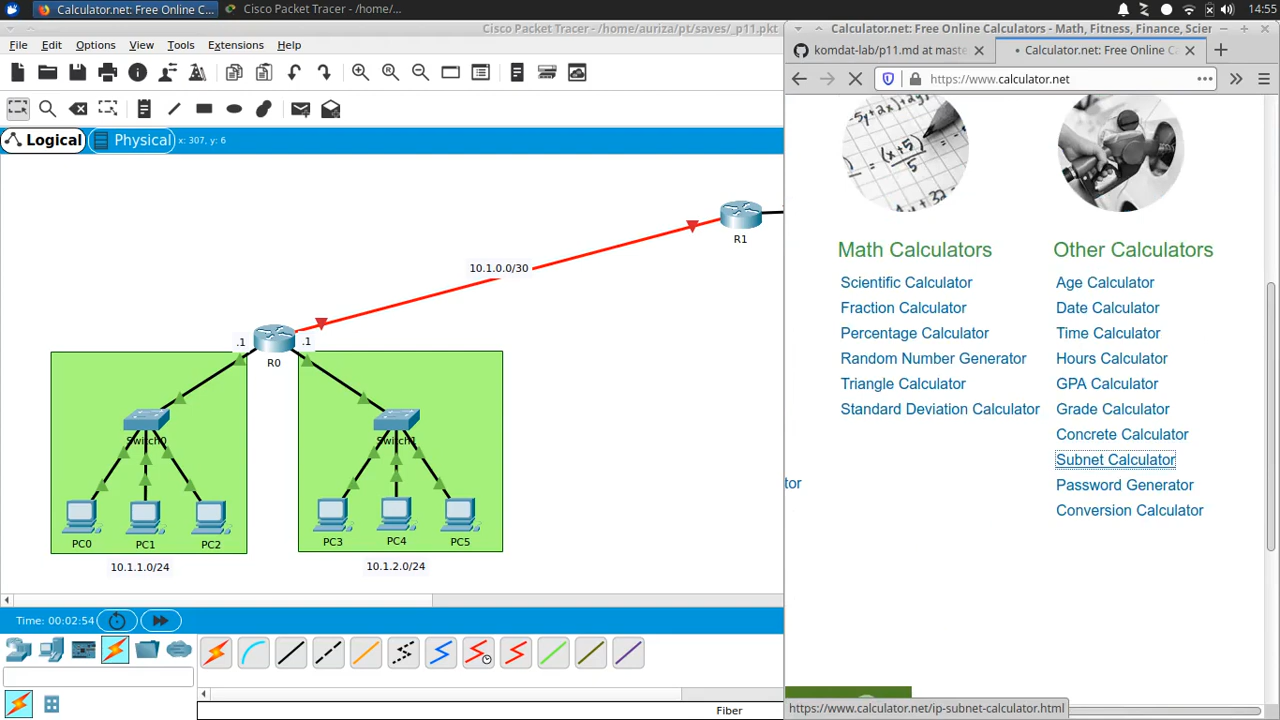 Calculator.net: Free Online C...
Cisco Packet Tracer - /home/...
14:55
Cisco Packet Tracer - /home/auriza/pt/saves/_p11.pkt
Calculator.net: Free Online Calculators - Math, Fitness, Finance, Scier
File Edit Options View Tools Extensions Help
komdat-lab/p11.md at maste
Calculator.net: Free Online Ca
https://www.calculator.net
Logical
Physical
x: 307, y: 6
R1
10.1.0.0/30
.1
.1
R0
Switch0
Switch1
PC0
PC1
PC2
PC3
PC4
PC5
10.1.1.0/24
10.1.2.0/24
Math Calculators
Scientific Calculator
Fraction Calculator
Percentage Calculator
Random Number Generator
Triangle Calculator
Standard Deviation Calculator
tor
Other Calculators
Age Calculator
Date Calculator
Time Calculator
Hours Calculator
GPA Calculator
Grade Calculator
Concrete Calculator
Subnet Calculator
Password Generator
Conversion Calculator
Time: 00:02:54
Fiber
https://www.calculator.net/ip-subnet-calculator.html